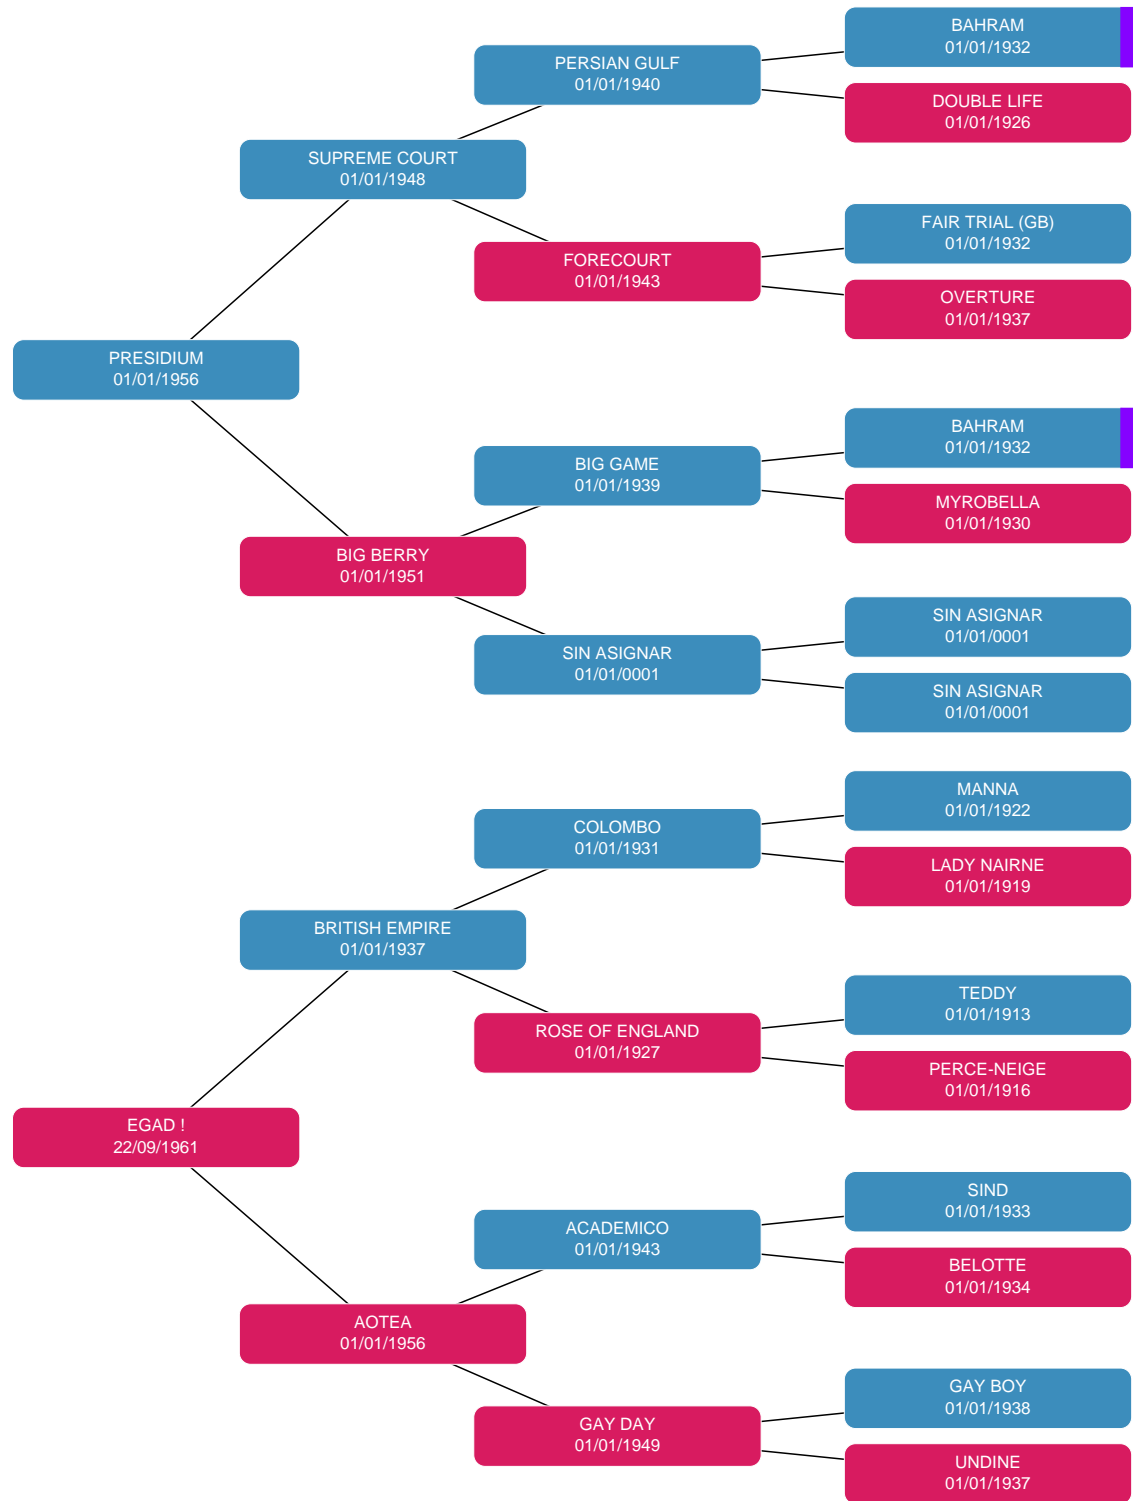 BAHRAM
01/01/1932
PERSIAN GULF
01/01/1940
DOUBLE LIFE
01/01/1926
SUPREME COURT
01/01/1948
FAIR TRIAL (GB)
01/01/1932
FORECOURT
01/01/1943
OVERTURE
01/01/1937
PRESIDIUM
01/01/1956
BAHRAM
01/01/1932
BIG GAME
01/01/1939
MYROBELLA
01/01/1930
BIG BERRY
01/01/1951
SIN ASIGNAR
01/01/0001
SIN ASIGNAR
01/01/0001
SIN ASIGNAR
01/01/0001
MANNA
01/01/1922
COLOMBO
01/01/1931
LADY NAIRNE
01/01/1919
BRITISH EMPIRE
01/01/1937
TEDDY
01/01/1913
ROSE OF ENGLAND
01/01/1927
PERCE-NEIGE
01/01/1916
EGAD !
22/09/1961
SIND
01/01/1933
ACADEMICO
01/01/1943
BELOTTE
01/01/1934
AOTEA
01/01/1956
GAY BOY
01/01/1938
GAY DAY
01/01/1949
UNDINE
01/01/1937